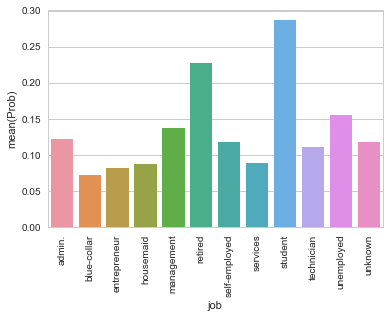 0.30
0.25
0.20
0.15
0.10
0.05
0.00
mean(Prob)
admin.
blue-collar
entrepreneur
housemaid
management
retired
self-employed
services
student
technician
unemployed
unknown
job